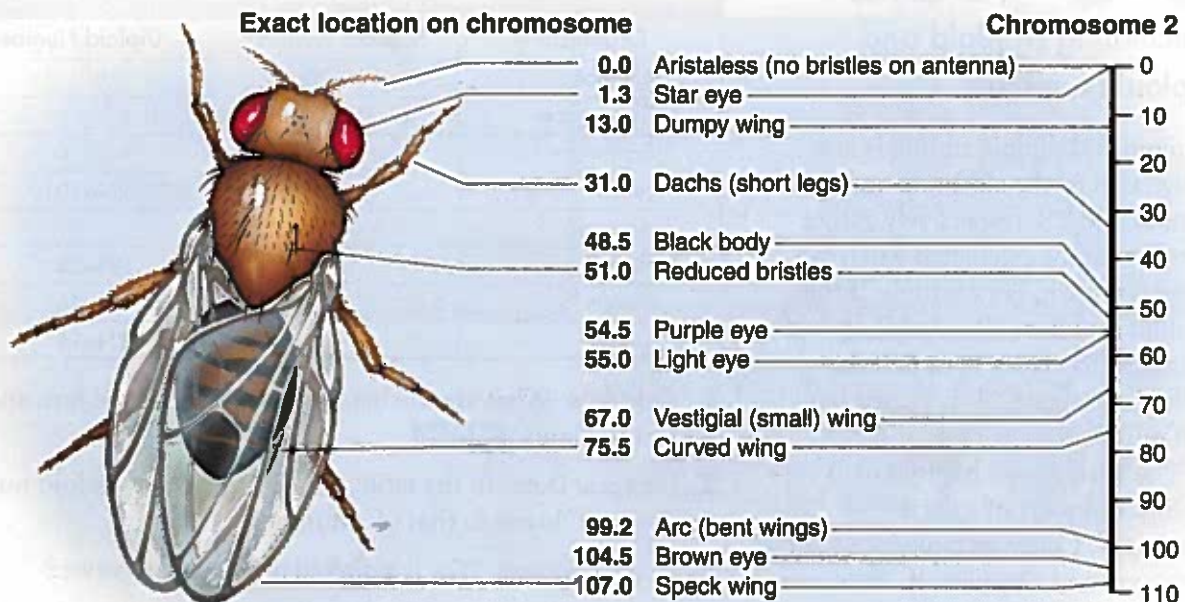 Exact location on chromosome
Chromosome 2
0.0 Aristaless (no bristles on antenna)
1.3 Star eye
13.0 Dumpy wing
31.0 Dachs (short legs)
48.5 Black body
51.0 Reduced bristles
54.5 Purple eye
55.0 Light eye
67.0 Vestigial (small) wing
75.5 Curved wing
99.2 Arc (bent wings)
104.5 Brown eye
107.0 Speck wing
0
10
20
30
40
50
60
70
80
90
100
110